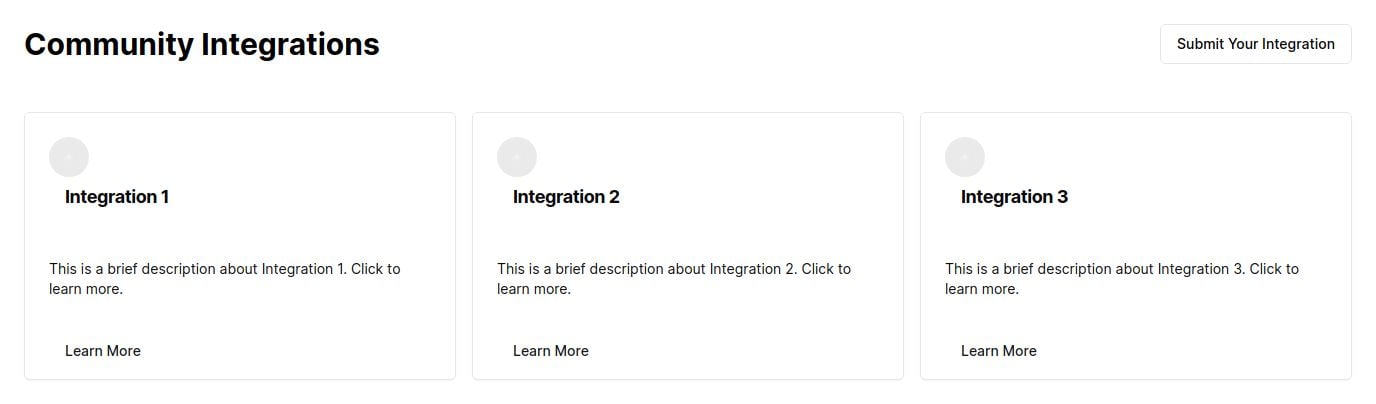 Community Integrations
Submit Your Integration
Integration 1
This is a brief description about Integration 1. Click to
learn more.
Learn More
Integration 2
This is a brief description about Integration 2. Click to
learn more.
Learn More
Integration 3
This is a brief description about Integration 3. Click to
learn more.
Learn More